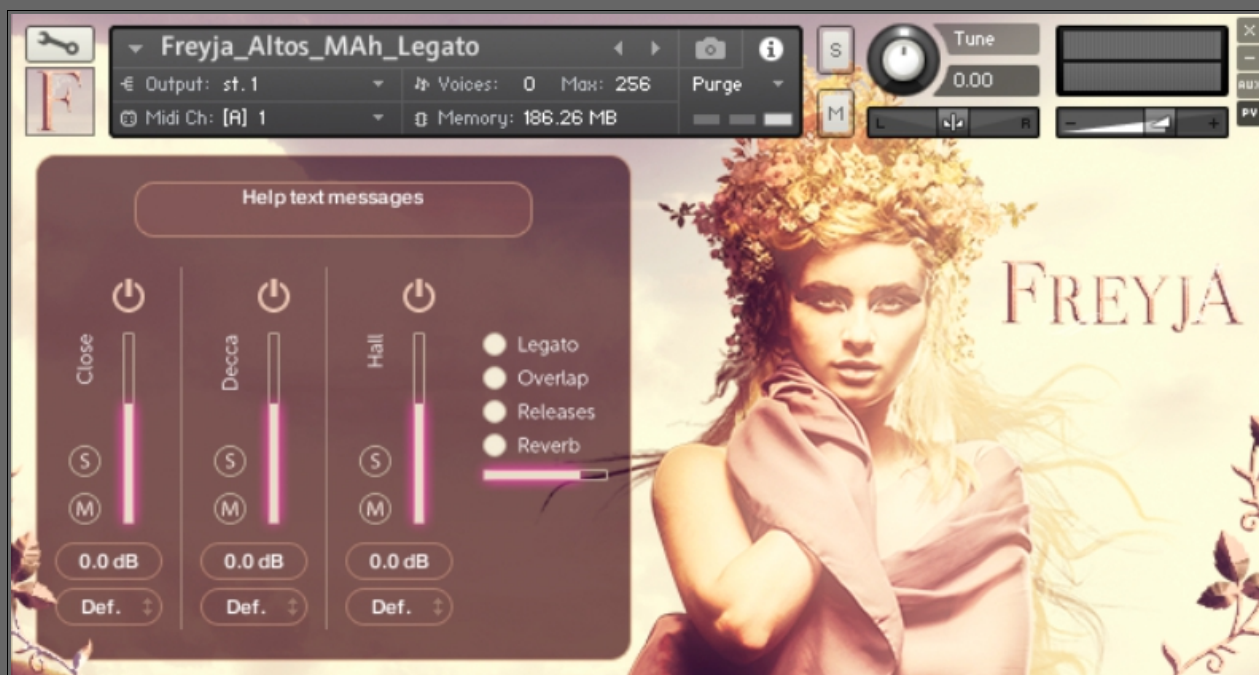 Freyja_Altos_MAh_Legato
F
Output: st.1
Voices: 0 Max: 256
Purge
Midi Ch: [A] 1
Memory: 186.26 MB
S
M
Tune
0.00
L R
- +
×
-
AUX
PV
Help text messages
Close
Decca
Hall
Legato
Overlap
Releases
Reverb
S S S
M M M
0.0 dB 0.0 dB 0.0 dB
Def. Def. Def.
FREYJA